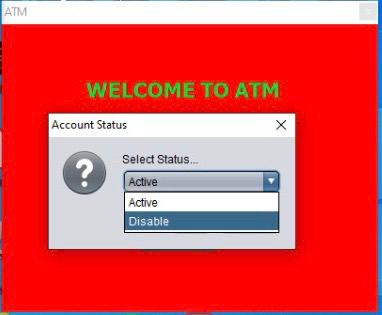 ATM
WELCOME TO ATM
Account Status
Select Status...
Active
Active
Disable